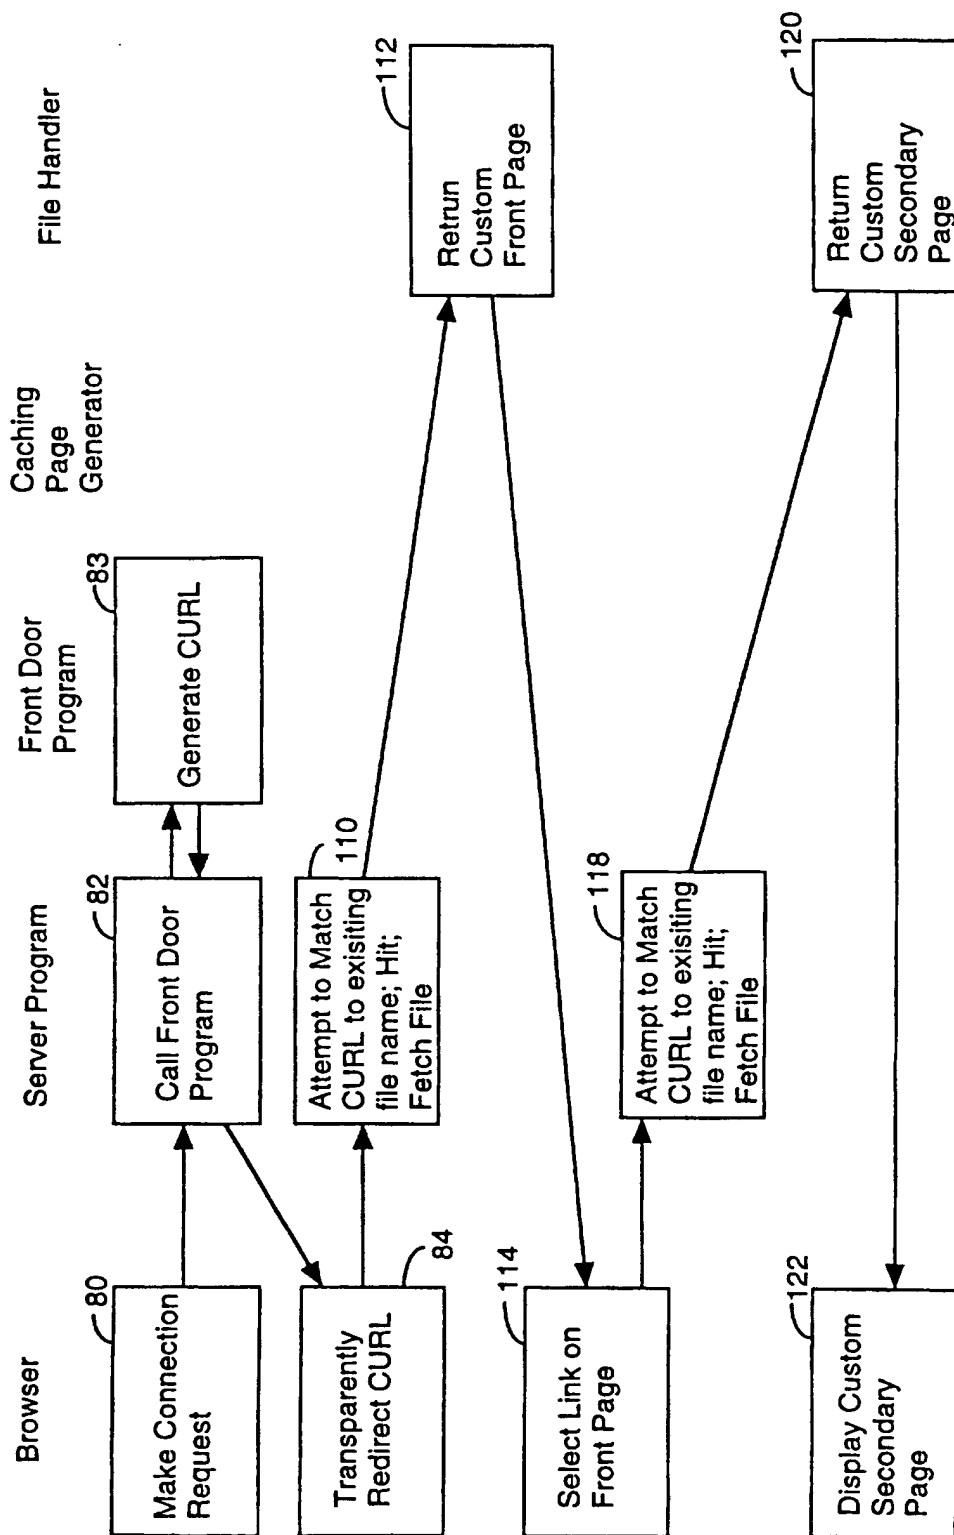 Browser
Server Program
Front Door
Program
Caching
Page
Generator
File Handler
80
Make Connection
Request
82
Call Front Door
Program
83
Generate CURL
Transparently
Redirect CURL
84
110
Attempt to Match
CURL to exisiting
file name; Hit;
Fetch File
112
Retrun
Custom
Front Page
114
Select Link on
Front Page
118
Attempt to Match
CURL to exisiting
file name; Hit;
Fetch File
120
Return
Custom
Secondary
Page
122
Display Custom
Secondary
Page